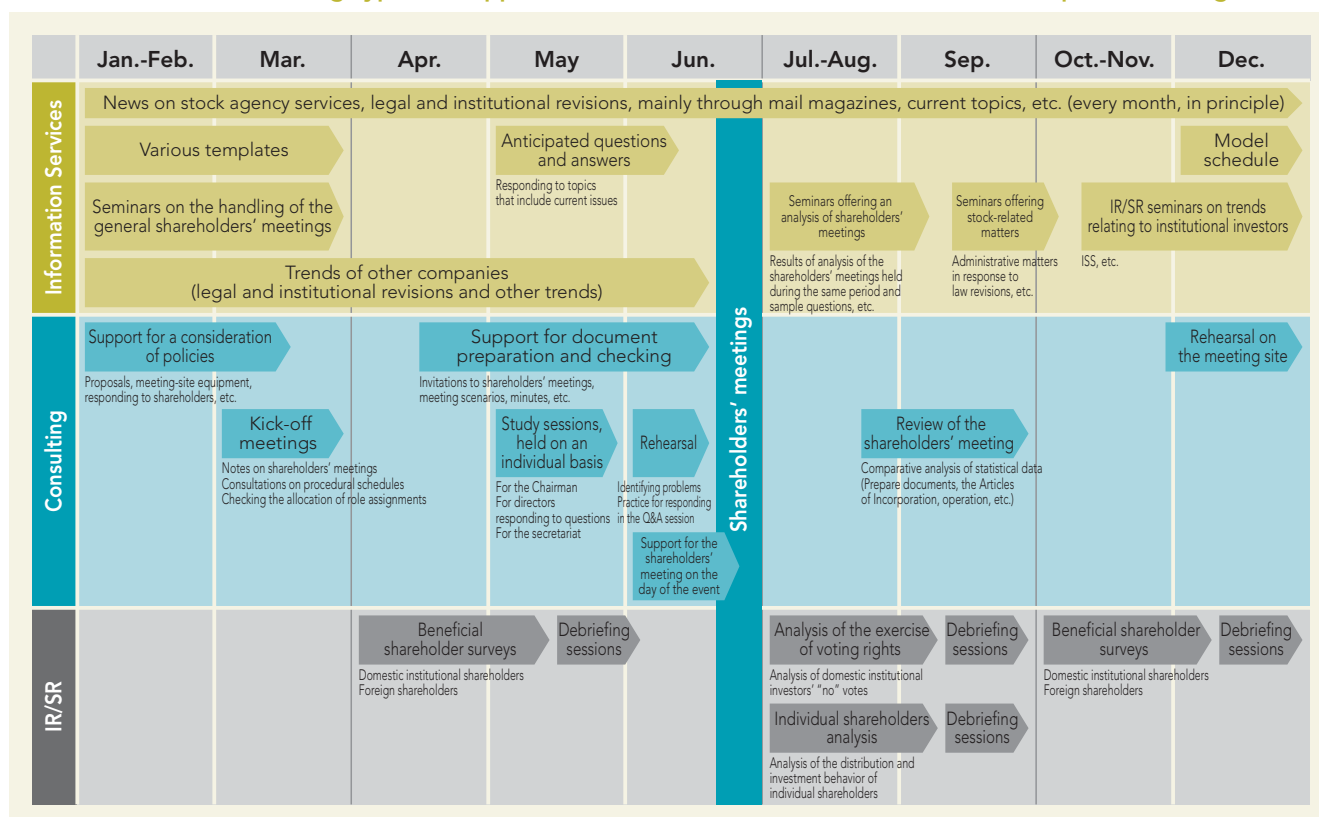 Jan.-Feb.
Mar.
Apr.
May
Jun.
Jul.-Aug.
Sep.
Oct.-Nov.
Dec.
Information Services
News on stock agency services, legal and institutional revisions, mainly through mail magazines, current topics, etc. (every month, in principle)
Various templates
Anticipated questions
and answers
Responding to topics
that include current issues
Model
schedule
Seminars on the handling of the
general shareholders' meetings
Seminars offering an
analysis of shareholders'
meetings
Results of analysis of the
shareholders' meetings held
during the same period and
sample questions, etc.
Seminars offering
stock-related
matters
Administrative matters
in response to
law revisions, etc.
IR/SR seminars on trends
relating to institutional investors
ISS, etc.
Trends of other companies
(legal and institutional revisions and other trends)
Shareholders' meetings
Consulting
Support for a consideration
of policies
Proposals, meeting-site equipment,
responding to shareholders, etc.
Support for document
preparation and checking
Invitations to shareholders' meetings,
meeting scenarios, minutes, etc.
Rehearsal on
the meeting site
Kick-off
meetings
Notes on shareholders' meetings
Consultations on procedural schedules
Checking the allocation of role assignments
Study sessions,
held on an
individual basis
For the Chairman
For directors
responding to questions
For the secretariat
Rehearsal
Identifying problems
Practice for responding
in the Q&A session
Review of the
shareholders' meeting
Comparative analysis of statistical data
(Prepare documents, the Articles
of Incorporation, operation, etc.)
Support for the
shareholders'
meeting on the
day of the event
IR/SR
Beneficial
shareholder surveys
Domestic institutional shareholders
Foreign shareholders
Debriefing
sessions
Analysis of the exercise
of voting rights
Analysis of domestic institutional
investors' "no" votes
Debriefing
sessions
Beneficial shareholder
surveys
Domestic institutional shareholders
Foreign shareholders
Debriefing
sessions
Individual shareholders
analysis
Analysis of the distribution and
investment behavior of
individual shareholders
Debriefing
sessions